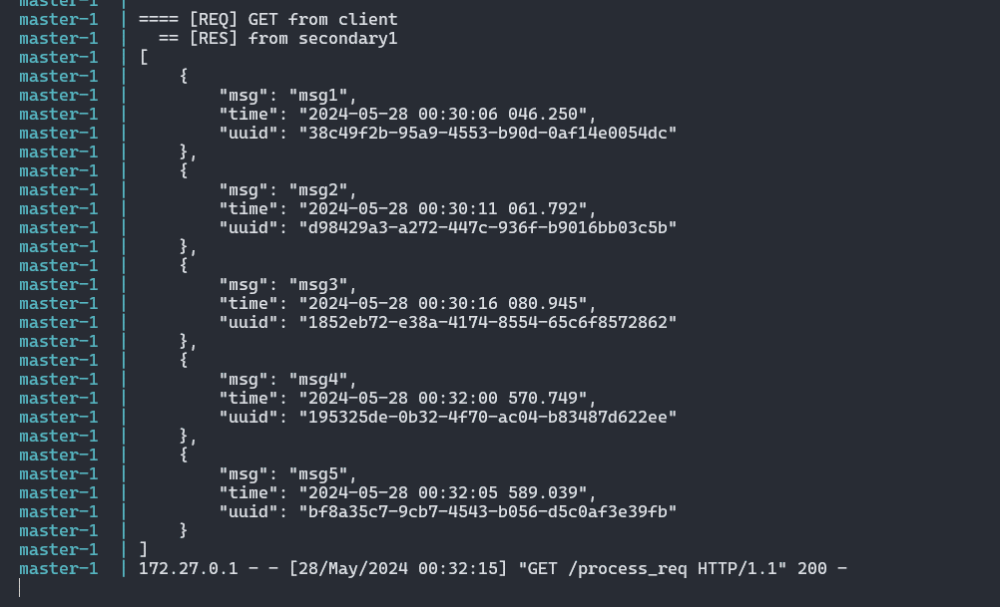 master-1  |
master-1  | ==== [REQ] GET from client
master-1  |   == [RES] from secondary1
master-1  | [
master-1  |     {
master-1  |         "msg": "msg1",
master-1  |         "time": "2024-05-28 00:30:06 046.250",
master-1  |         "uuid": "38c49f2b-95a9-4553-b90d-0af14e0054dc"
master-1  |     },
master-1  |     {
master-1  |         "msg": "msg2",
master-1  |         "time": "2024-05-28 00:30:11 061.792",
master-1  |         "uuid": "d98429a3-a272-447c-936f-b9016bb03c5b"
master-1  |     },
master-1  |     {
master-1  |         "msg": "msg3",
master-1  |         "time": "2024-05-28 00:30:16 080.945",
master-1  |         "uuid": "1852eb72-e38a-4174-8554-65c6f8572862"
master-1  |     },
master-1  |     {
master-1  |         "msg": "msg4",
master-1  |         "time": "2024-05-28 00:32:00 570.749",
master-1  |         "uuid": "195325de-0b32-4f70-ac04-b83487d622ee"
master-1  |     },
master-1  |     {
master-1  |         "msg": "msg5",
master-1  |         "time": "2024-05-28 00:32:05 589.039",
master-1  |         "uuid": "bf8a35c7-9cb7-4543-b056-d5c0af3e39fb"
master-1  |     }
master-1  | ]
master-1  | 172.27.0.1 - - [28/May/2024 00:32:15] "GET /process_req HTTP/1.1" 200 -